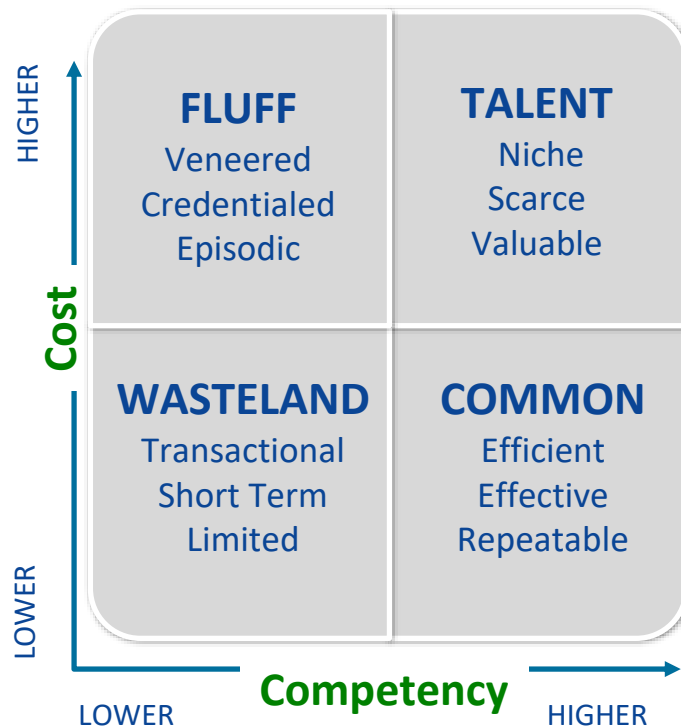 HIGHER
Cost
LOWER
FLUFF
Veneered
Credentialed
Episodic
TALENT
Niche
Scarce
Valuable
WASTELAND
Transactional
Short Term
Limited
COMMON
Efficient
Effective
Repeatable
LOWER
Competency
HIGHER